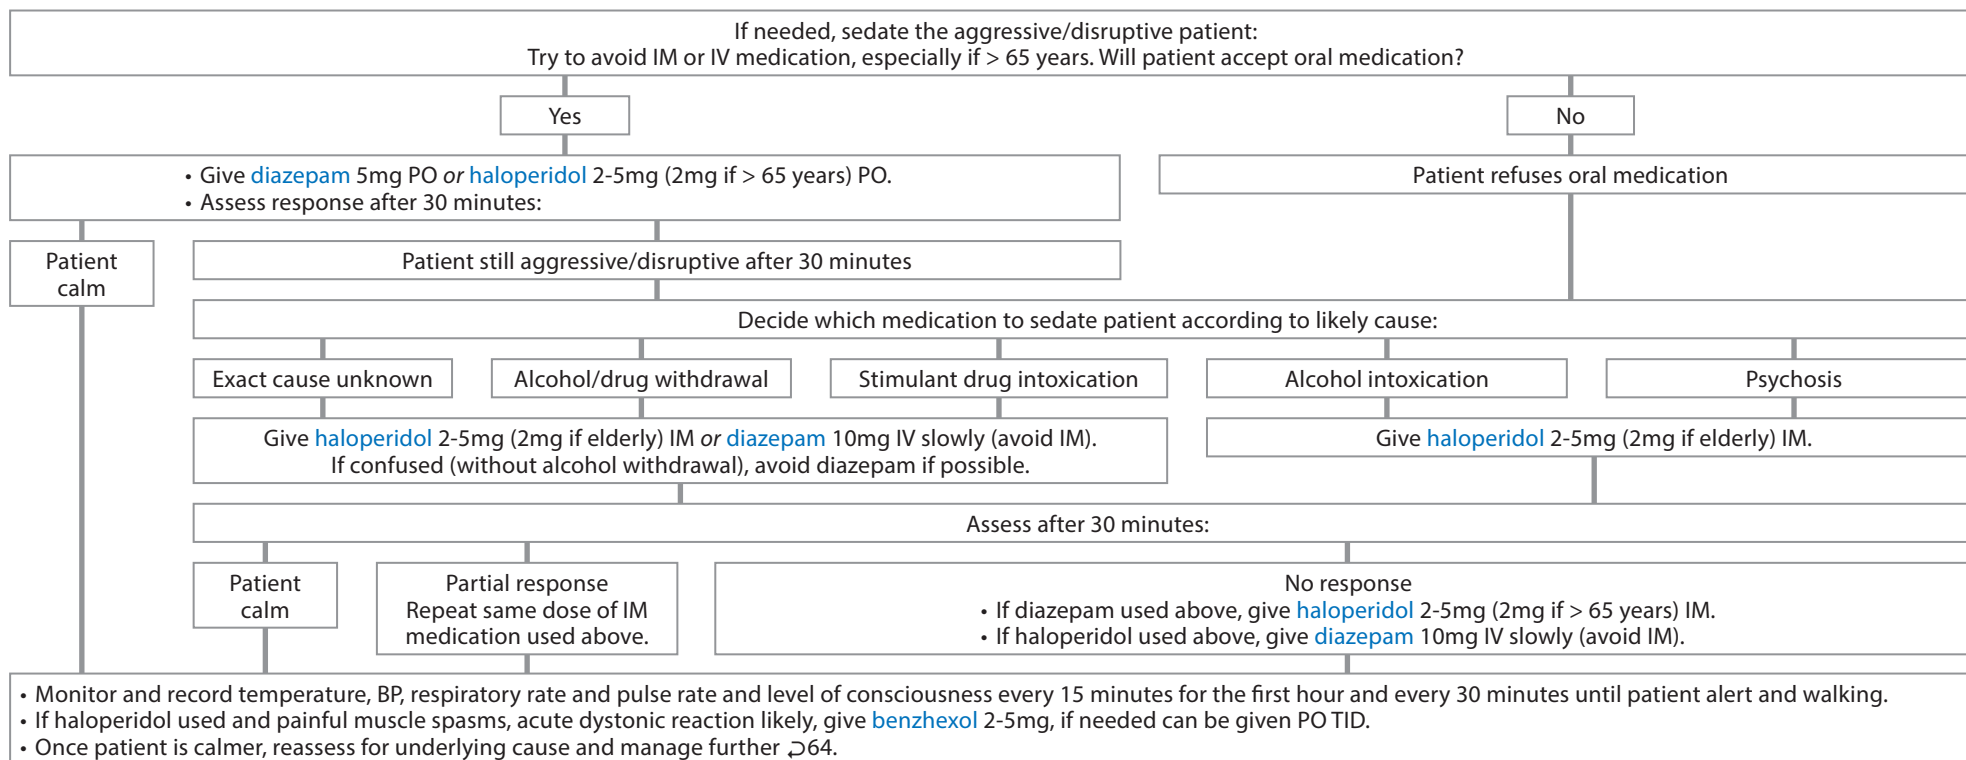 If needed, sedate the aggressive/disruptive patient:
Try to avoid IM or IV medication, especially if > 65 years. Will patient accept oral medication?
Yes
No
• Give diazepam 5mg PO or haloperidol 2-5mg (2mg if > 65 years) PO.
• Assess response after 30 minutes:
Patient refuses oral medication
Patient
calm
Patient still aggressive/disruptive after 30 minutes
Decide which medication to sedate patient according to likely cause:
Exact cause unknown
Alcohol/drug withdrawal
Stimulant drug intoxication
Alcohol intoxication
Psychosis
Give haloperidol 2-5mg (2mg if elderly) IM or diazepam 10mg IV slowly (avoid IM).
If confused (without alcohol withdrawal), avoid diazepam if possible.
Give haloperidol 2-5mg (2mg if elderly) IM.
Assess after 30 minutes:
Patient
calm
Partial response
Repeat same dose of IM
medication used above.
No response
• If diazepam used above, give haloperidol 2-5mg (2mg if > 65 years) IM.
• If haloperidol used above, give diazepam 10mg IV slowly (avoid IM).
• Monitor and record temperature, BP, respiratory rate and pulse rate and level of consciousness every 15 minutes for the first hour and every 30 minutes until patient alert and walking.
• If haloperidol used and painful muscle spasms, acute dystonic reaction likely, give benzhexol 2-5mg, if needed can be given PO TID.
• Once patient is calmer, reassess for underlying cause and manage further ⮌64.